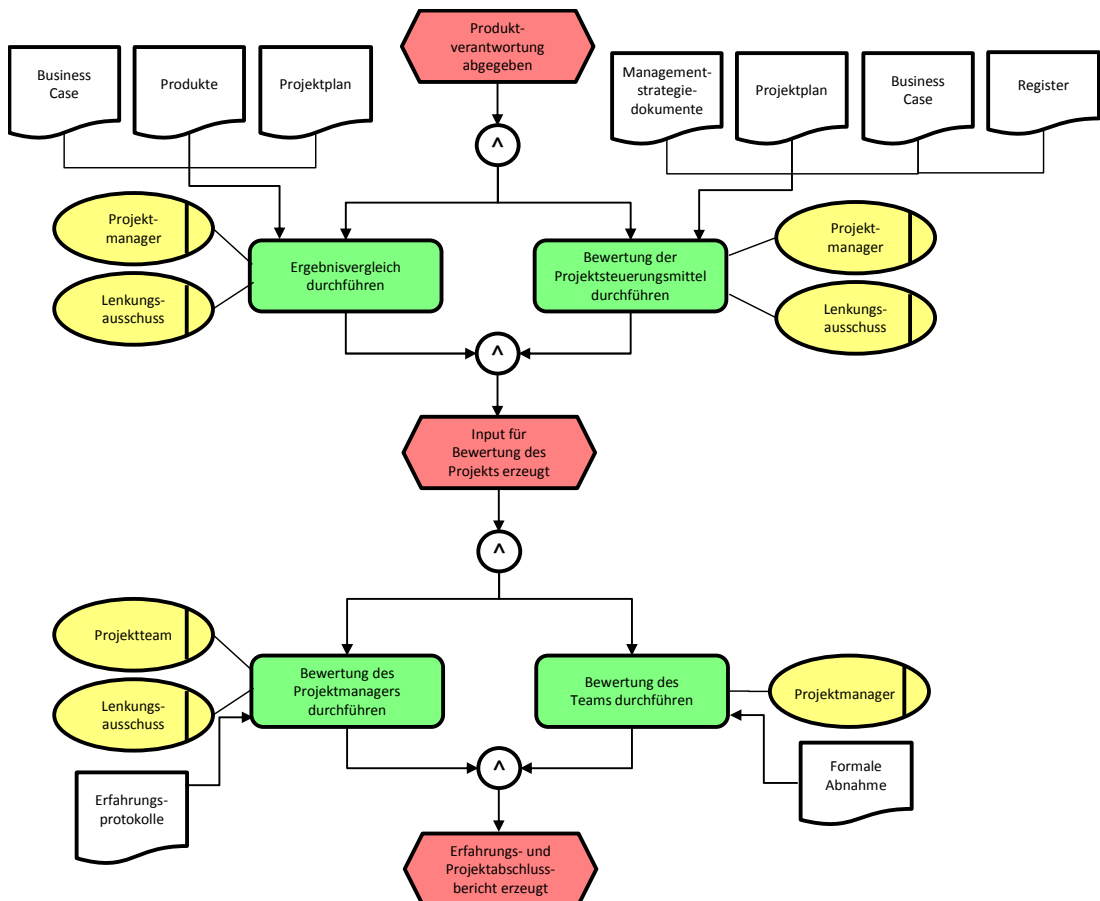 Produkt-
verantwortung
abgegeben
Business
Case
Produkte
Projektplan
Management-
strategie-
dokumente
Projektplan
Business
Case
Register
^
Projekt-
manager
Lenkungs-
ausschuss
Ergebnisvergleich
durchführen
Bewertung der
Projektsteuerungsmittel
durchführen
Projekt-
manager
Lenkungs-
ausschuss
^
Input für
Bewertung des
Projekts erzeugt
^
Projektteam
Lenkungs-
ausschuss
Bewertung des
Projektmanagers
durchführen
Bewertung des
Teams durchführen
Projektmanager
Erfahrungs-
protokolle
^
Formale
Abnahme
Erfahrungs- und
Projektabschluss-
bericht erzeugt